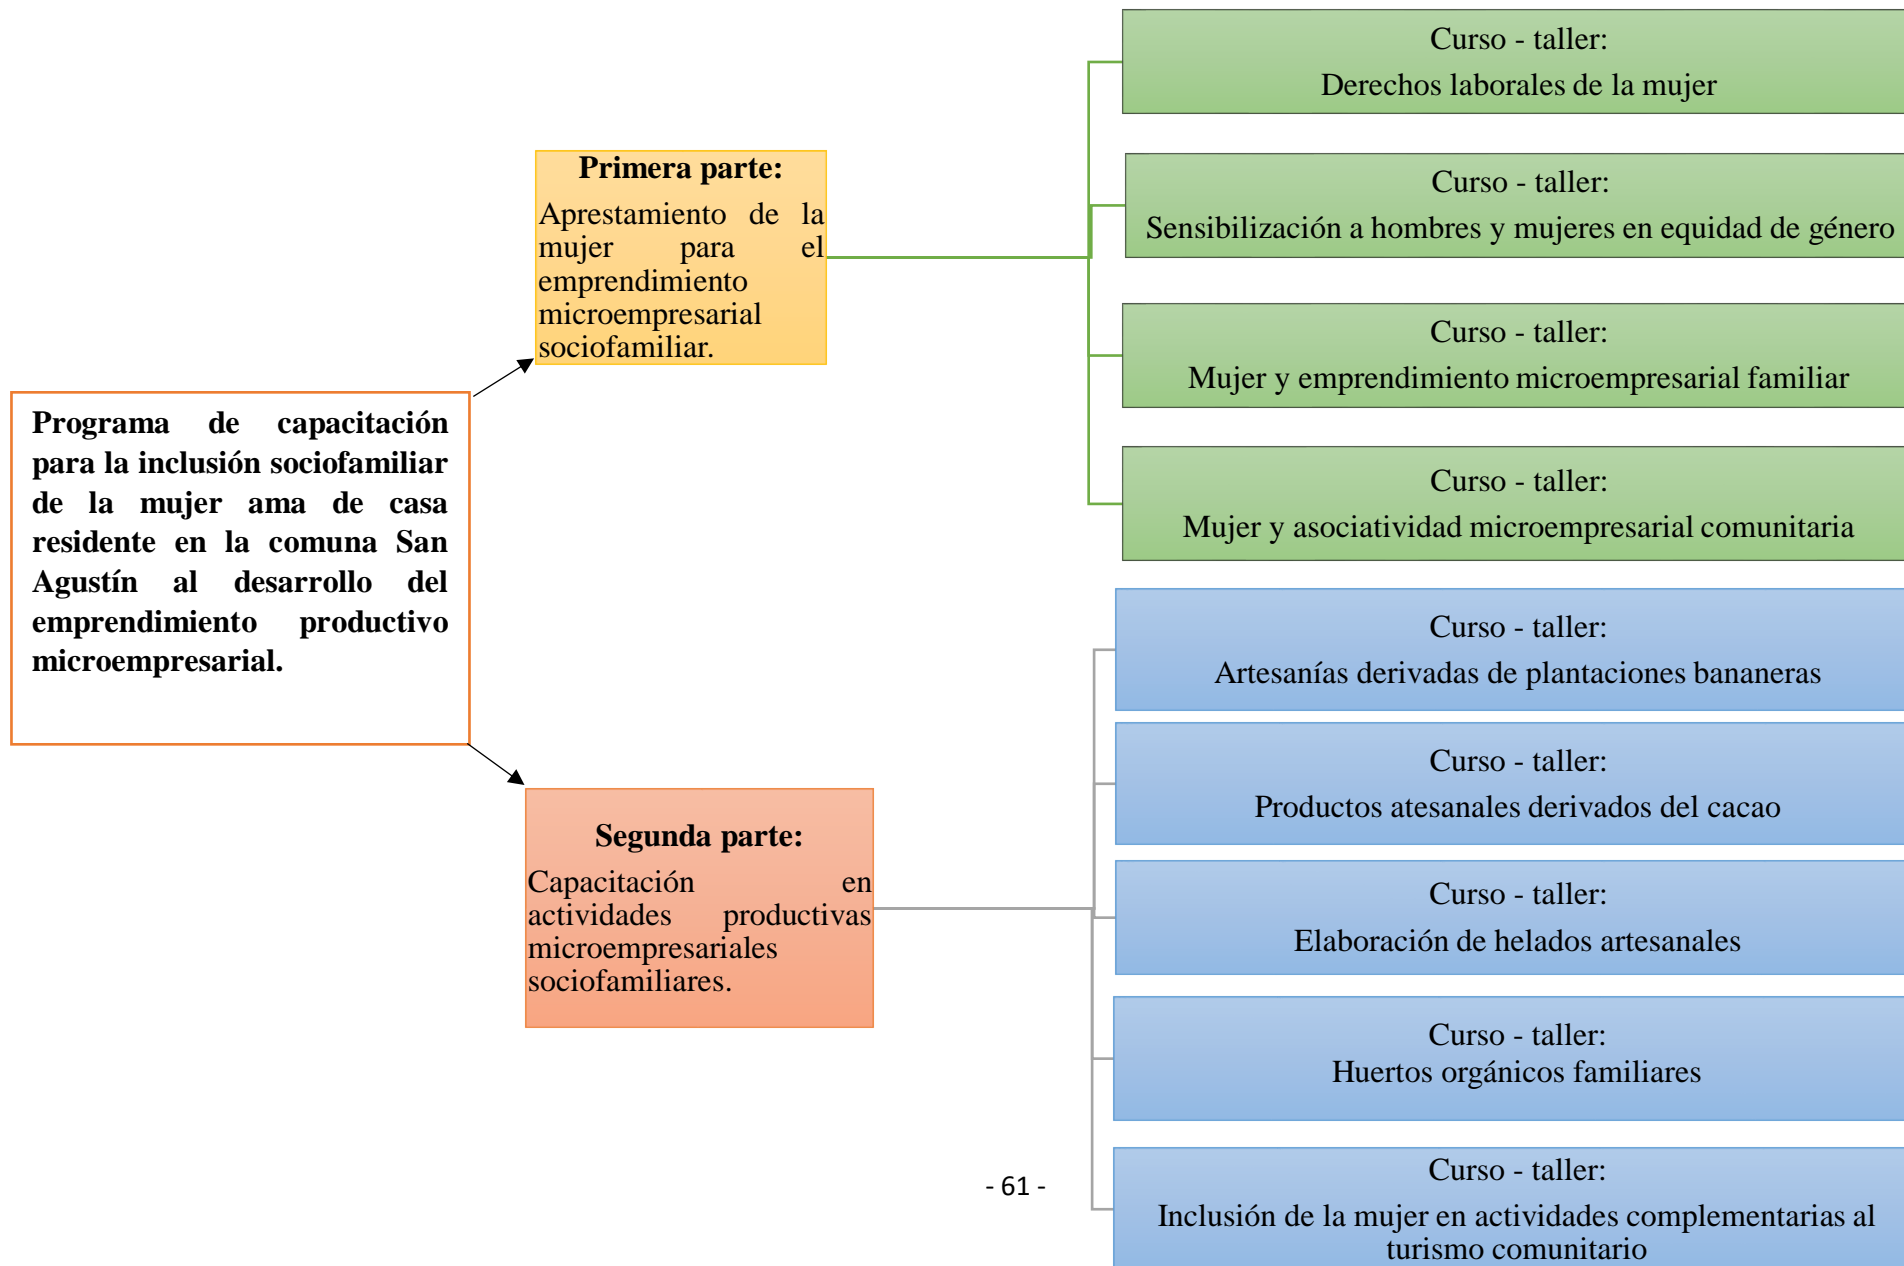 Programa de capacitación
para la inclusión sociofamiliar
de la mujer ama de casa
residente en la comuna San
Agustín al desarrollo del
emprendimiento productivo
microempresarial.
Primera parte:
Aprestamiento de la
mujer para el
emprendimiento
microempresarial
sociofamiliar.
Curso - taller:
Derechos laborales de la mujer
Curso - taller:
Sensibilización a hombres y mujeres en equidad de género
Curso - taller:
Mujer y emprendimiento microempresarial familiar
Curso - taller:
Mujer y asociatividad microempresarial comunitaria
Segunda parte:
Capacitación en
actividades productivas
microempresariales
sociofamiliares.
Curso - taller:
Artesanías derivadas de plantaciones bananeras
Curso - taller:
Productos atesanales derivados del cacao
Curso - taller:
Elaboración de helados artesanales
Curso - taller:
Huertos orgánicos familiares
Curso - taller:
Inclusión de la mujer en actividades complementarias al
turismo comunitario
- 61 -